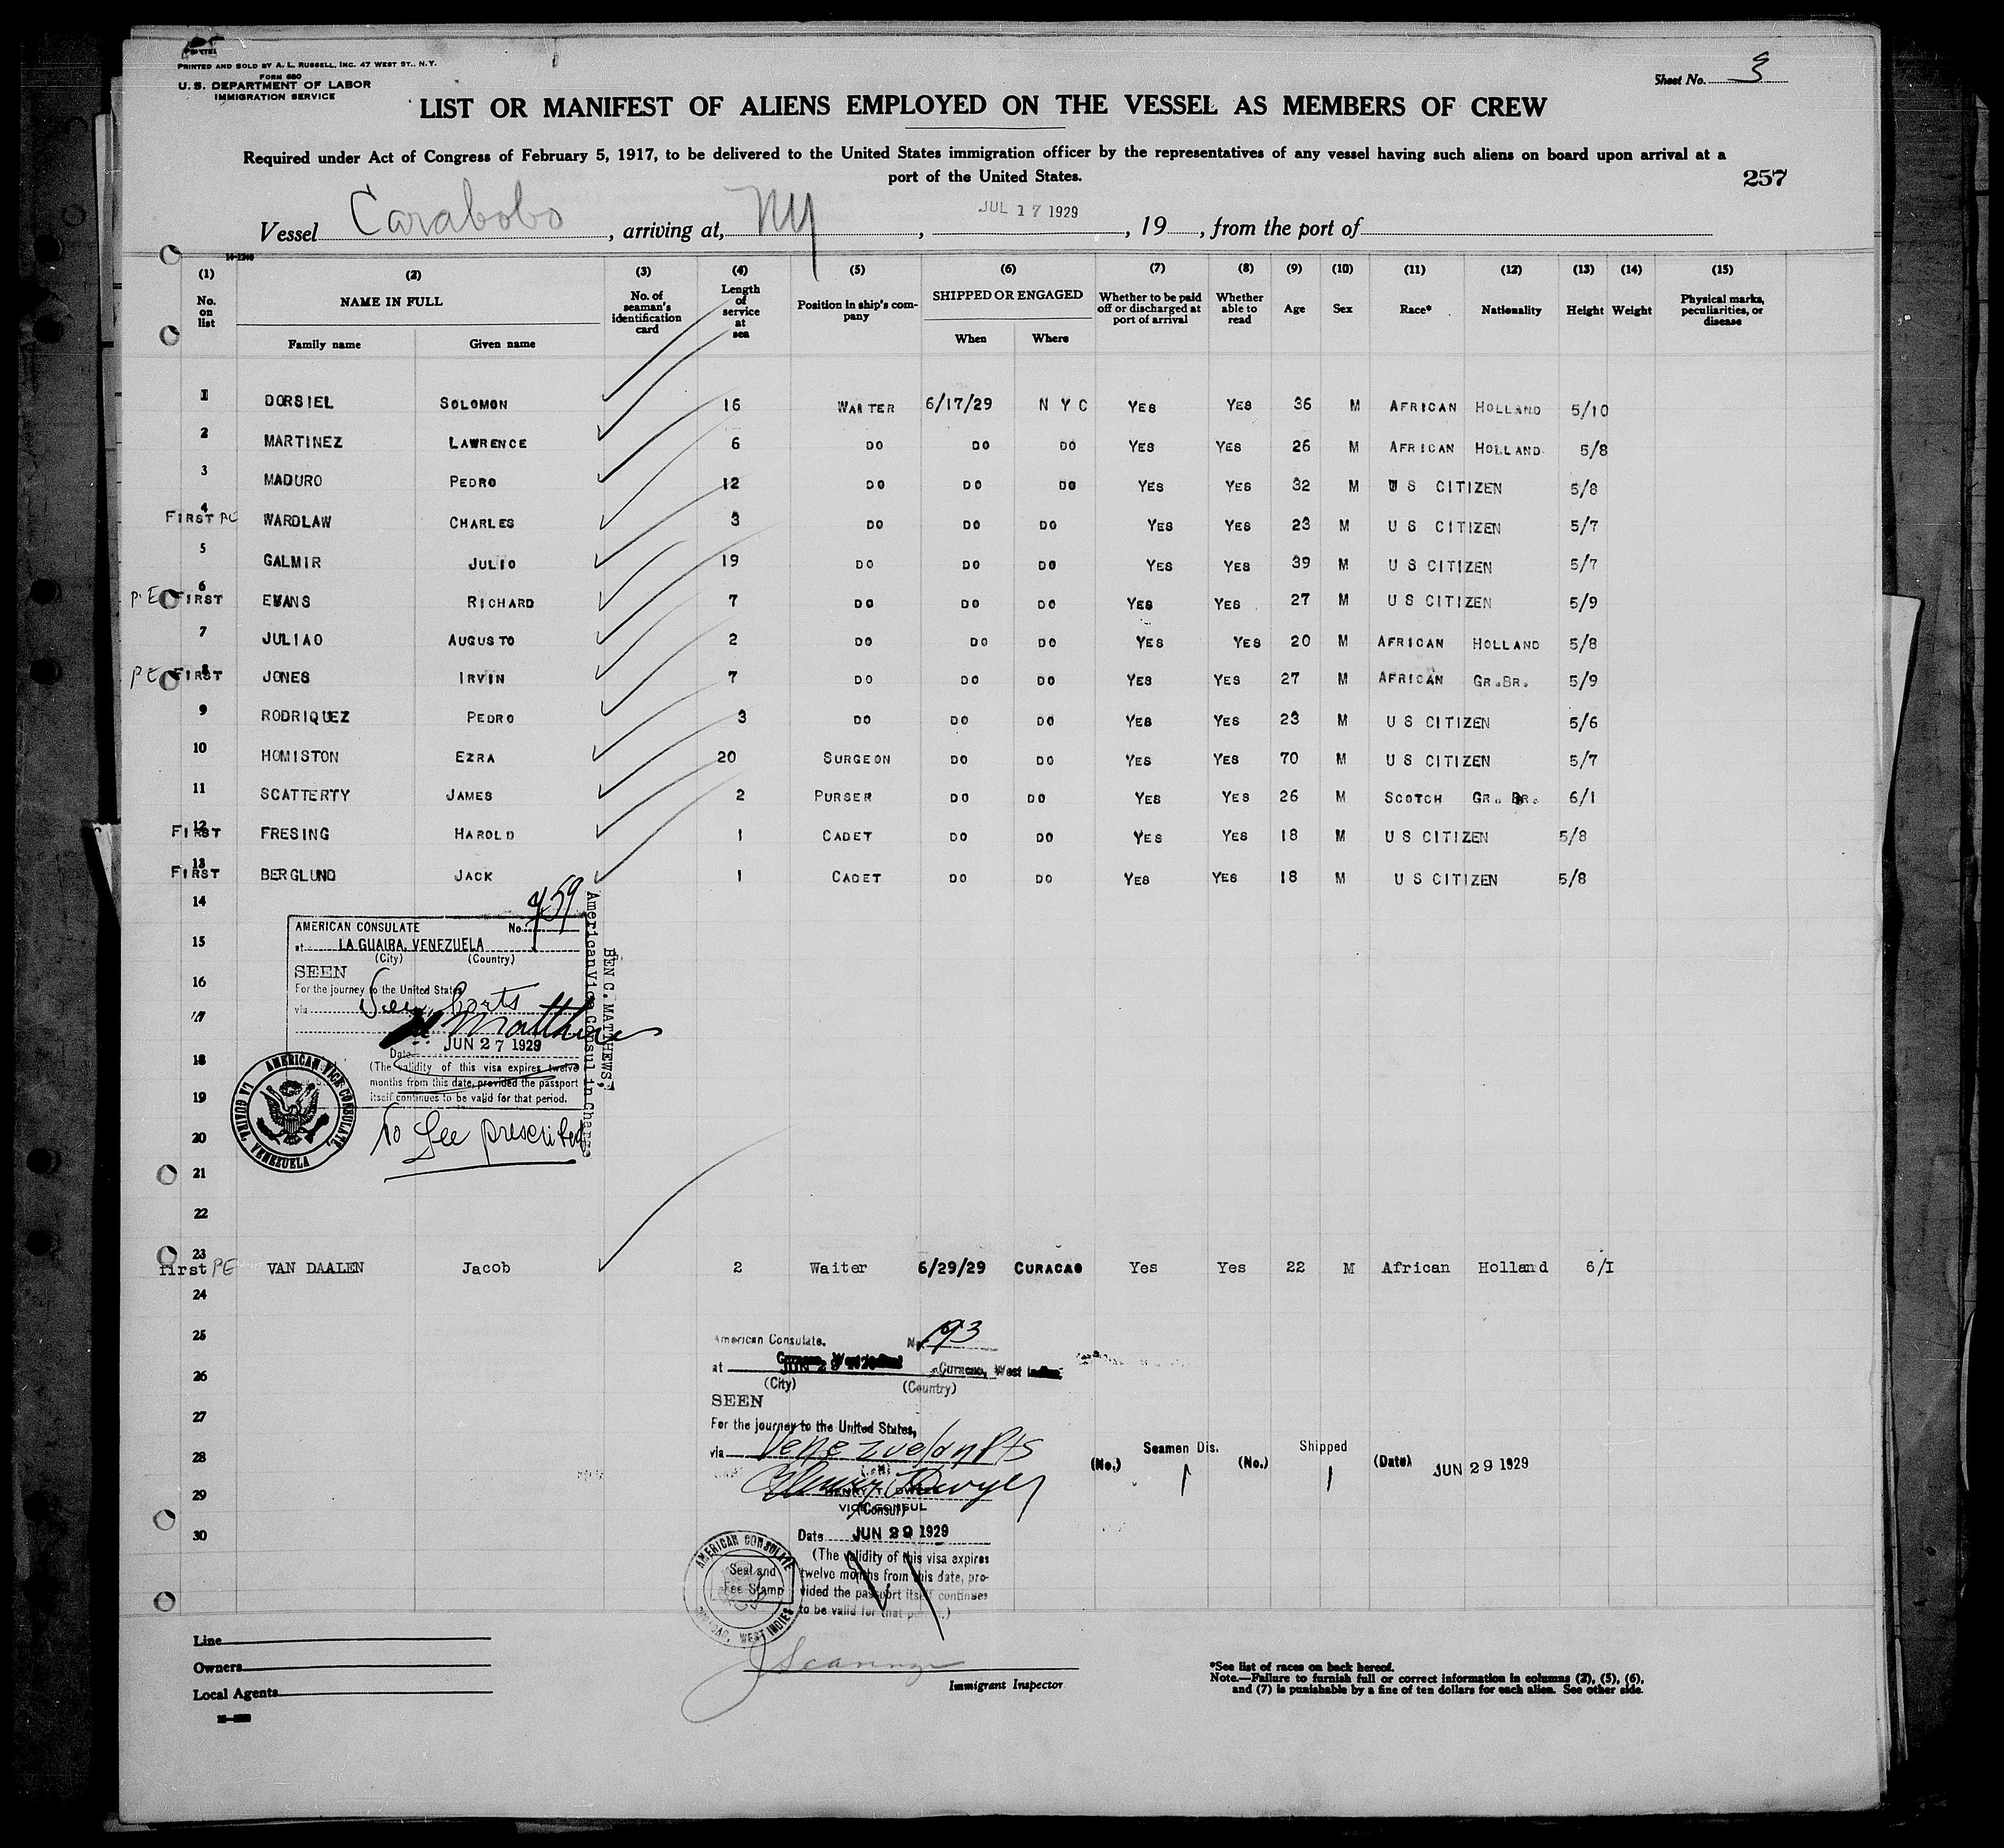 PRINTED AND SOLD BY A. L. RUSSELL, INC. 47 WEST ST., N.Y.
FORM 680
U. S. DEPARTMENT OF LABOR
IMMIGRATION SERVICE
Sheet No. 3
LIST OR MANIFEST OF ALIENS EMPLOYED ON THE VESSEL AS MEMBERS OF CREW
Required under Act of Congress of February 5, 1917, to be delivered to the United States immigration officer by the representatives of any vessel having such aliens on board upon arrival at a
port of the United States.
257
Vessel Carabobo, arriving at, NY, JUL 17 1929, 19 , from the port of
14-1240
(1) (2) (3) (4) (5) (6) (7) (8) (9) (10) (11) (12) (13) (14) (15)
No. on list NAME IN FULL Family name Given name No. of seaman's identification card Length of service at sea Position in ship's company SHIPPED OR ENGAGED When Where Whether to be paid off or discharged at port of arrival Whether able to read Age Sex Race* Nationality Height Weight Physical marks, peculiarities, or disease
1 DORSIEL SOLOMON 16 WAITER 6/17/29 N Y C YES YES 36 M AFRICAN HOLLAND 5/10
2 MARTINEZ LAWRENCE 6 DO DO DO YES YES 26 M AFRICAN HOLLAND 5/8
3 MADURO PEDRO 12 DO DO DO YES YES 32 M U S CITIZEN 5/8
4 FIRST WARDLAW CHARLES 3 DO DO DO YES YES 23 M U S CITIZEN 5/7
5 GALMIR JULIO 19 DO DO DO YES YES 39 M U S CITIZEN 5/7
PE 6 FIRST EVANS RICHARD 7 DO DO DO YES YES 27 M U S CITIZEN 5/9
7 JULIAO AUGUSTO 2 DO DO DO YES YES 20 M AFRICAN HOLLAND 5/8
PE 8 FIRST JONES IRVIN 7 DO DO DO YES YES 27 M AFRICAN GR.BR. 5/9
9 RODRIQUEZ PEDRO 3 DO DO DO YES YES 23 M U S CITIZEN 5/6
10 HOMISTON EZRA 20 SURGEON DO DO YES YES 70 M U S CITIZEN 5/7
11 SCATTERTY JAMES 2 PURSER DO DO YES YES 26 M SCOTCH GR. BR. 6/1
12 FIRST FRESING HAROLD 1 CADET DO DO YES YES 18 M U S CITIZEN 5/8
13 FIRST BERGLUND JACK 1 CADET DO DO YES YES 18 M U S CITIZEN 5/8
14
15
16
17
18
19
20
21
22
AMERICAN CONSULATE No. 459
at LA GUAIRA, VENEZUELA
(City) (Country)
SEEN
For the journey to the United States
via
Matthews
Date JUN 27 1929
(The validity of this visa expires twelve
months from this date, provided the passport
itself continues to be valid for that period.
No fee prescribed
BEN C. MATTHEWS,
American Vice Consul in Charge
AMERICAN VICE CONSULATE, LA GUAIRA, VENEZUELA
23 first PE VAN DAALEN Jacob 2 Waiter 6/29/29 CURACAO Yes Yes 22 M African Holland 6/I
24
25
26
27
28
29
30
American Consulate. No. 193
at Curacao, West Indies
(City) (Country)
SEEN
For the journey to the United States,
via Venezuelan Pts
VICE CONSUL
(Consul)
Date JUN 29 1929
(The validity of this visa expires
twelve months from this date, pro-
vided the passport itself continues
to be valid for that period.)
AMERICAN CONSULATE
Seal and
Fee Stamp
CURACAO, WEST INDIES
Seamen Dis. Shipped
(No.) 1 (No.) 1 (Date) JUN 29 1929
Line
Owners
Local Agents
Immigrant Inspector
*See list of races on back hereof.
Note.—Failure to furnish full or correct information in columns (2), (5), (6),
and (7) is punishable by a fine of ten dollars for each alien. See other side.